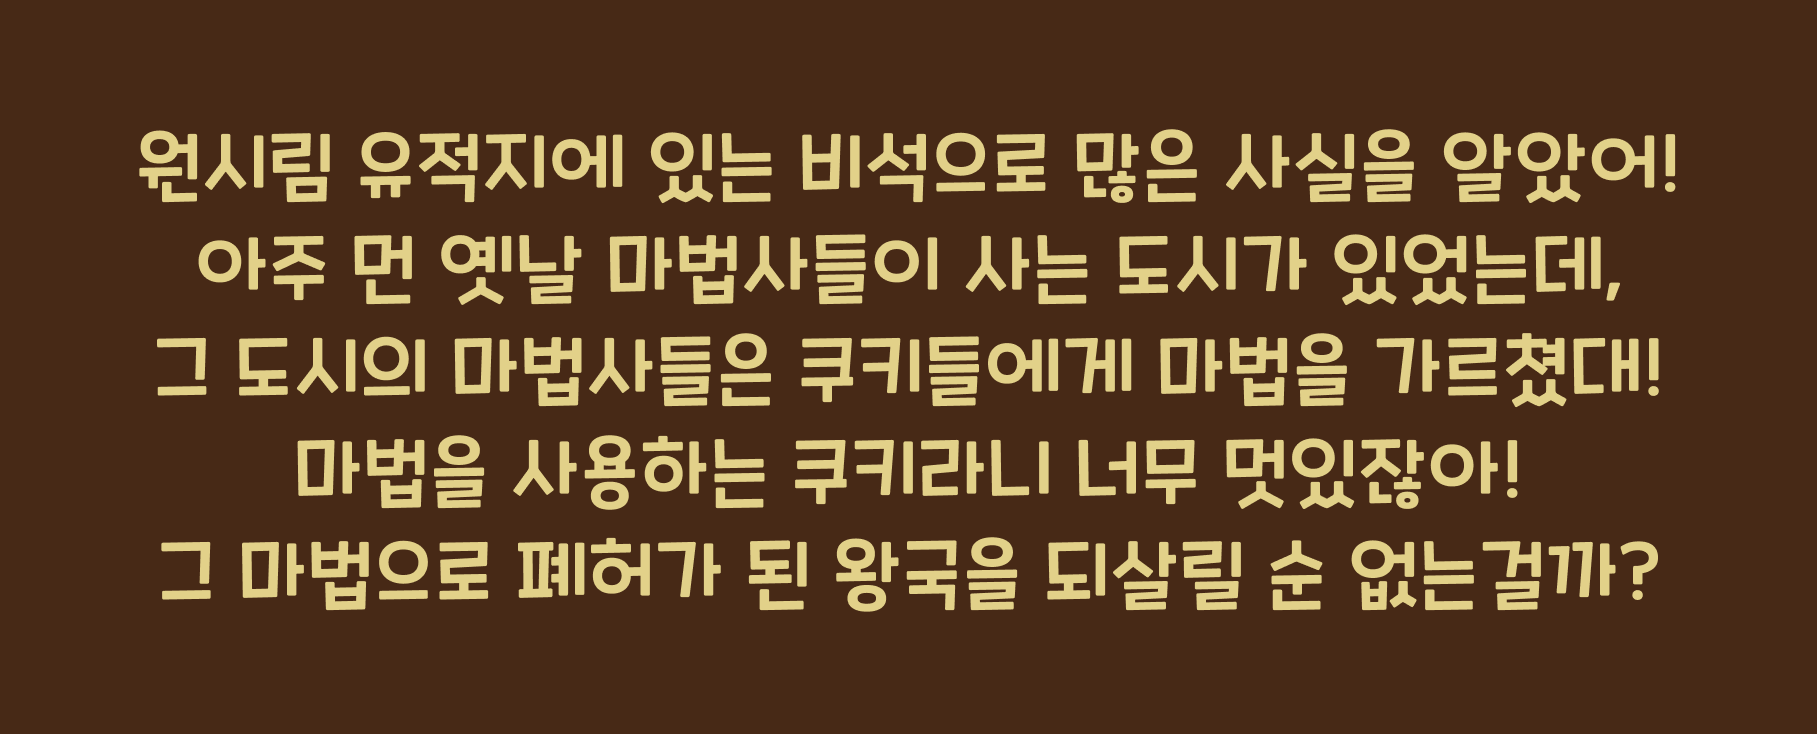 원시림 유적지에 있는 비석으로 많은 사실을 알았어!
아주 먼 옛날 마법사들이 사는 도시가 있었는데,
그 도시의 마법사들은 쿠키들에게 마법을 가르쳤대!
마법을 사용하는 쿠키라니 너무 멋있잖아!
그 마법으로 폐허가 된 왕국을 되살릴 순 없는걸까?